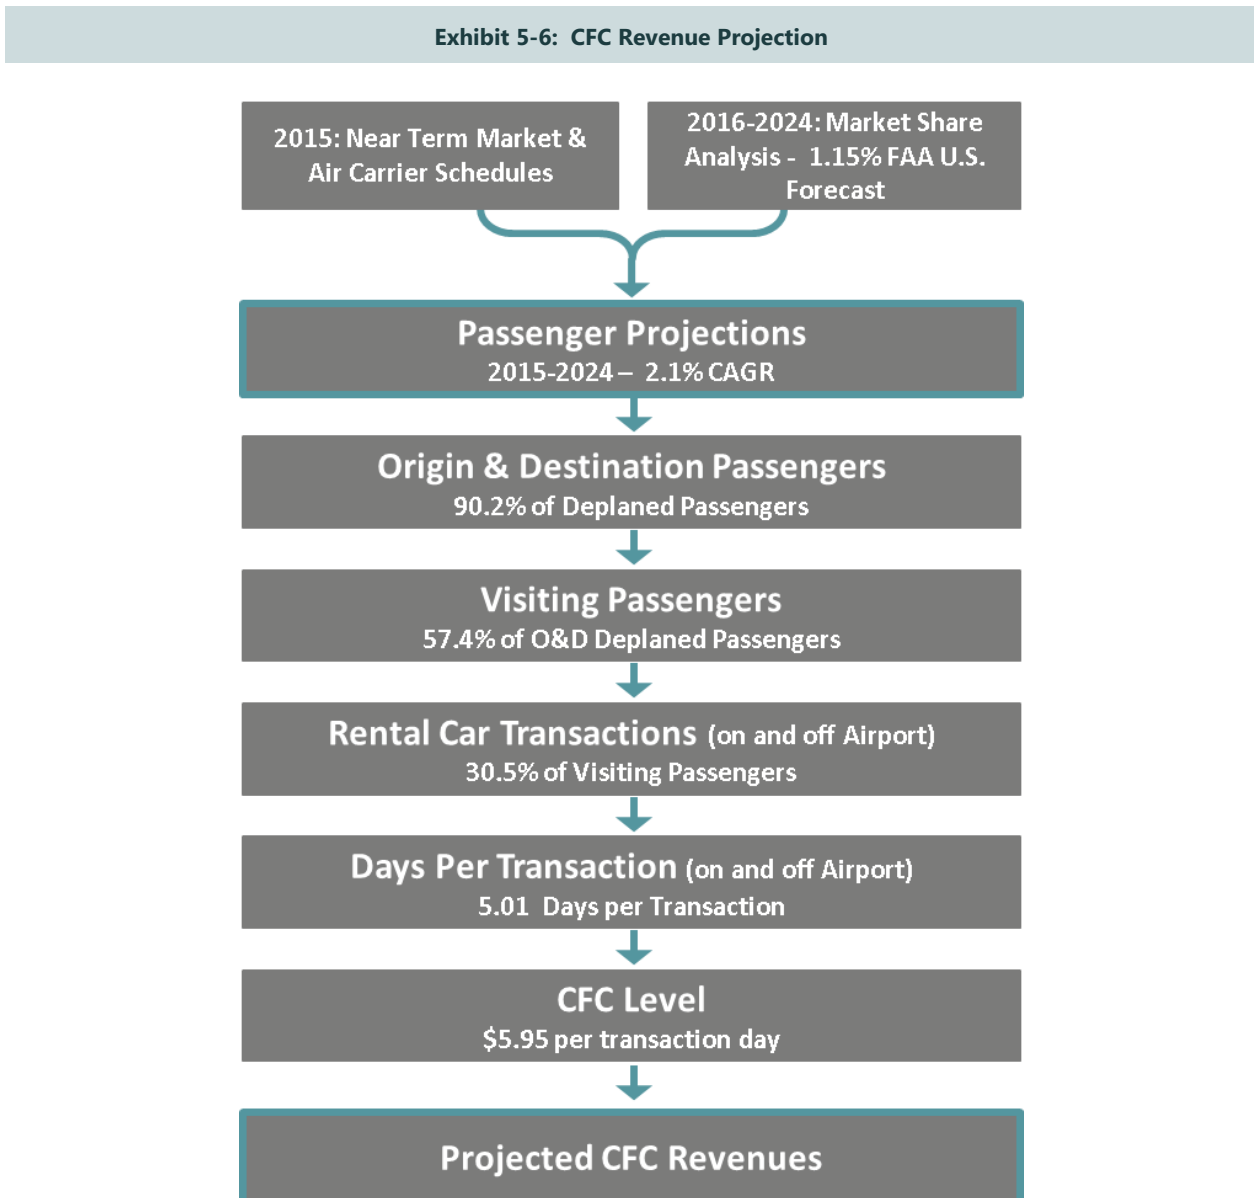 Exhibit 5-6: CFC Revenue Projection
2015: Near Term Market &
Air Carrier Schedules
2016-2024: Market Share
Analysis - 1.15% FAA U.S.
Forecast
Passenger Projections
2015-2024 – 2.1% CAGR
Origin & Destination Passengers
90.2% of Deplaned Passengers
Visiting Passengers
57.4% of O&D Deplaned Passengers
Rental Car Transactions (on and off Airport)
30.5% of Visiting Passengers
Days Per Transaction (on and off Airport)
5.01 Days per Transaction
CFC Level
$5.95 per transaction day
Projected CFC Revenues